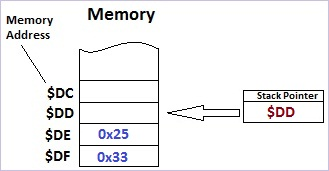 Memory
Memory
Address
$DC
$DD
$DE 0x25
$DF 0x33
Stack Pointer
$DD